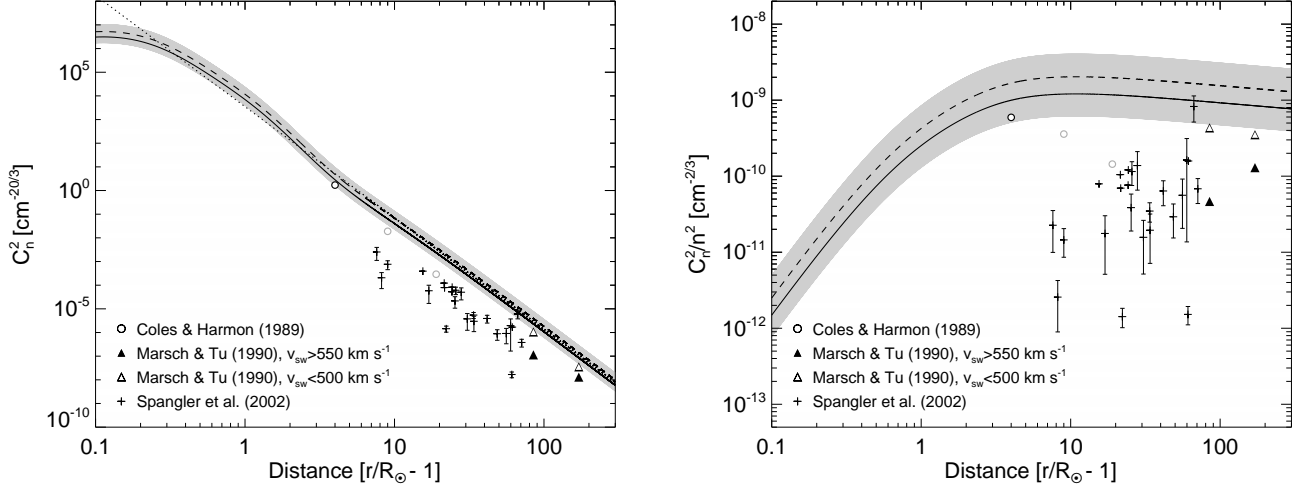 C_n^2 [cm^-20/3]
10^5
10^0
10^-5
10^-10
Coles & Harmon (1989)
Marsch & Tu (1990), v_sw>550 km s^-1
Marsch & Tu (1990), v_sw<500 km s^-1
Spangler et al. (2002)
0.1 1 10 100
Distance [r/R_⊙ - 1]
C_n^2/n^2 [cm^-2/3]
10^-8
10^-9
10^-10
10^-11
10^-12
10^-13
Coles & Harmon (1989)
Marsch & Tu (1990), v_sw>550 km s^-1
Marsch & Tu (1990), v_sw<500 km s^-1
Spangler et al. (2002)
0.1 1 10 100
Distance [r/R_⊙ - 1]